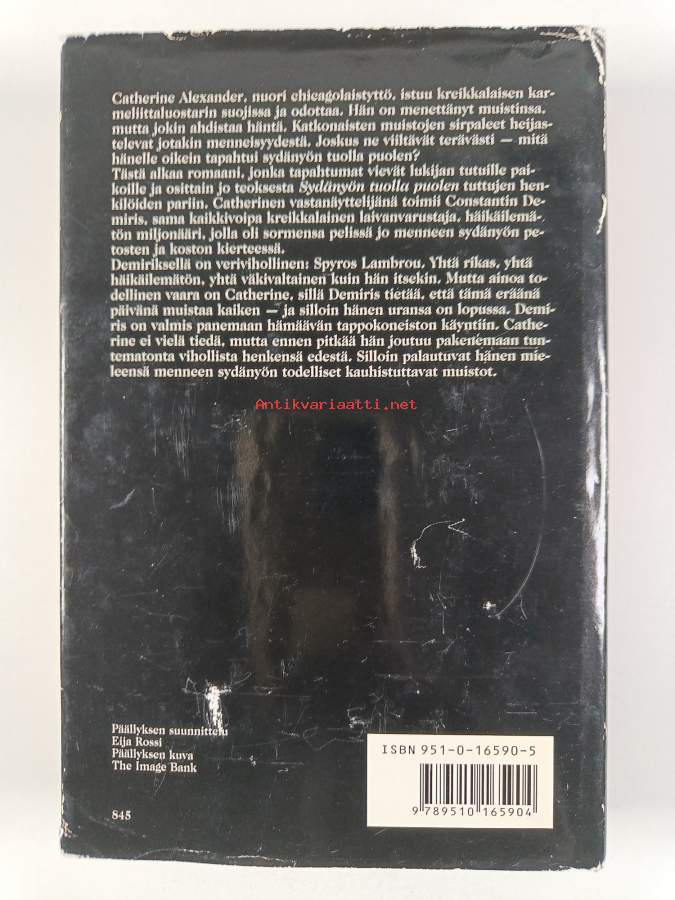 Catherine Alexander, nuori chicagolaistyttö, istuu kreikkalaisen kar-
meliittaluostarin suojissa ja odottaa. Hän on menettänyt muistinsa,
mutta jokin ahdistaa häntä. Katkonaisten muistojen sirpaleet heijas-
televat jotakin menneisyydestä. Joskus ne viiltävät terävästi — mitä
hänelle oikein tapahtui sydänyön tuolla puolen?
Tästä alkaa romaani, jonka tapahtumat vievät lukijan tutuille pai-
koille ja osittain jo teoksesta Sydänyön tuolla puolen tuttujen hen-
kilöiden pariin. Catherinen vastanäyttelijänä toimii Constantin De-
miris, sama kaikkivoipa kreikkalainen laivanvarustaja, häikäilemä-
tön miljonääri, jolla oli sormensa pelissä jo menneen sydänyön pe-
tosten ja koston kierteessä.
Demiriksellä on verivihollinen: Spyros Lambrou. Yhtä rikas, yhtä
häikäilemätön, yhtä väkivaltainen kuin hän itsekin. Mutta ainoa to-
dellinen vaara on Catherine, sillä Demiris tietää, että tämä eräänä
päivänä muistaa kaiken — ja silloin hänen uransa on lopussa. Demi-
ris on valmis panemaan hämäävän tappokoneiston käyntiin. Cathe-
rine ei vielä tiedä, mutta ennen pitkää hän joutuu pakenemaan tun-
tematonta vihollista henkensä edestä. Silloin palautuvat hänen mie-
leensä menneen sydänyön todelliset kauhistuttavat muistot.
Antikvariaatti.net
Päällyksen suunnittelu
Eija Rossi
Päällyksen kuva
The Image Bank
845
ISBN 951-0-16590-5
9 789510 165904